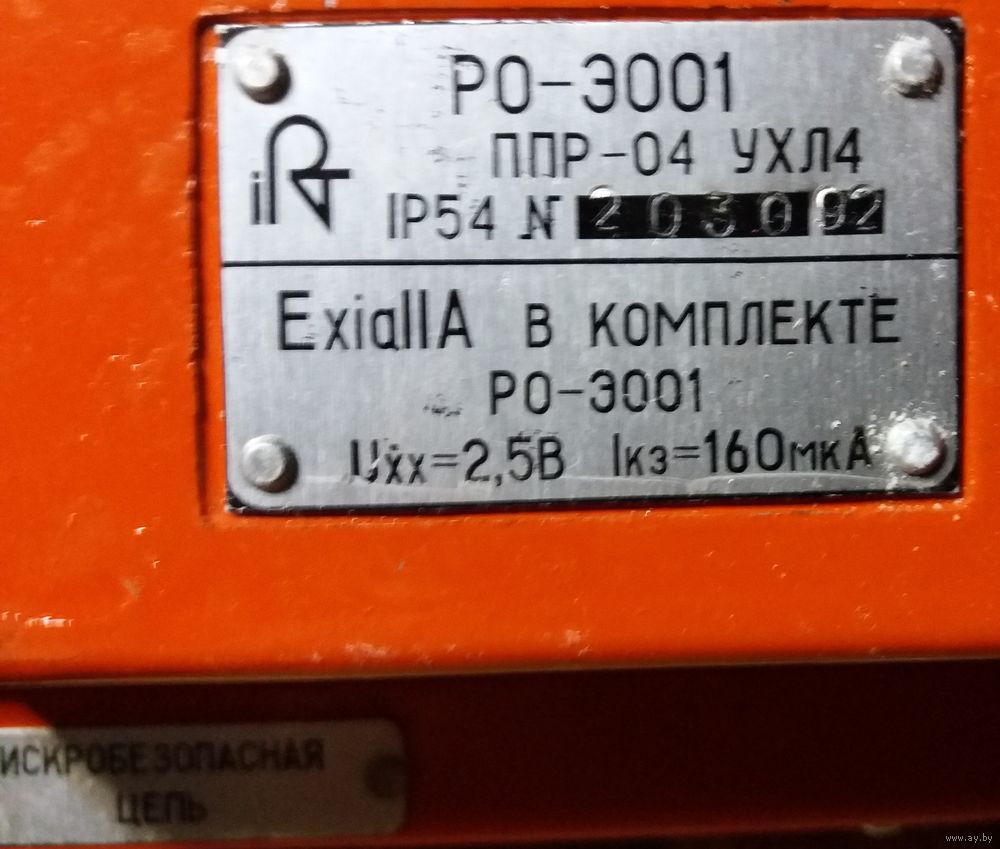 РО-Э001
ППР-04 УХЛ4
IP54 № 2030 92
ExiaIIA В КОМПЛЕКТЕ
РО-Э001
Uхх=2,5В Iкз=160мкА
ИСКРОБЕЗОПАСНАЯ
ЦЕПЬ
www.ay.by